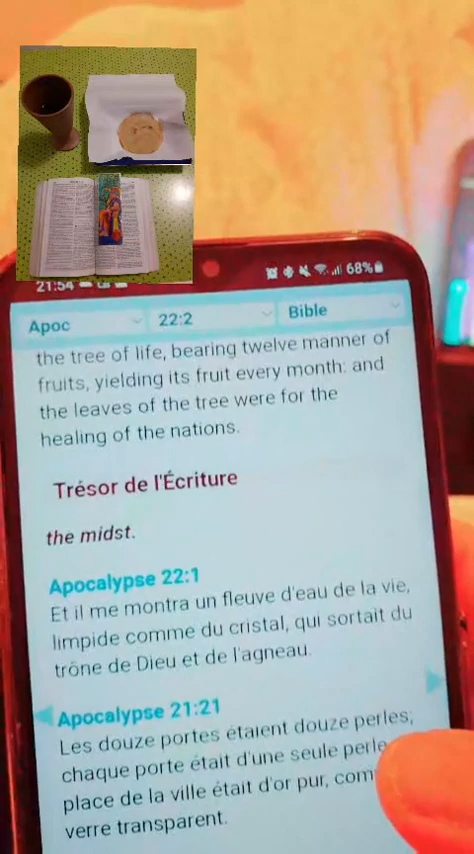 21:54
68%
Apoc 22:2 Bible
the tree of life, bearing twelve manner of
fruits, yielding its fruit every month: and
the leaves of the tree were for the
healing of the nations.
Trésor de l'Écriture
the midst.
Apocalypse 22:1
Et il me montra un fleuve d'eau de la vie,
limpide comme du cristal, qui sortait du
trône de Dieu et de l'agneau.
Apocalypse 21:21
Les douze portes étaient douze perles;
chaque porte était d'une seule perle
place de la ville était d'or pur, com
verre transparent.